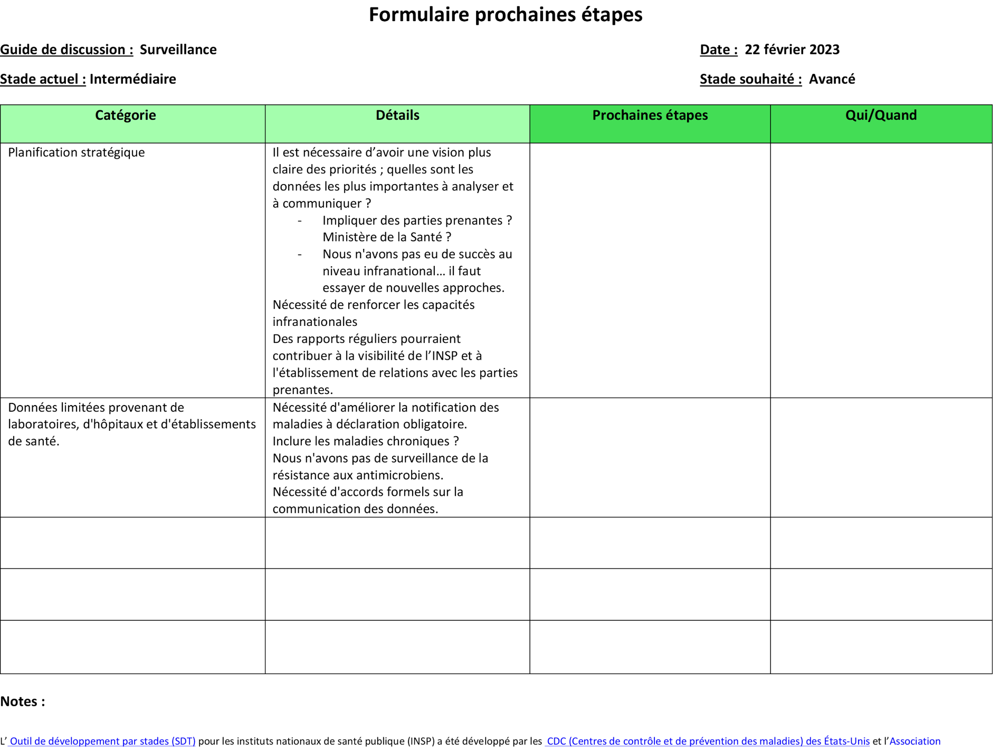 Formulaire prochaines étapes
Guide de discussion :  Surveillance
Date :  22 février 2023
Stade actuel : Intermédiaire
Stade souhaité :  Avancé
Catégorie
Détails
Prochaines étapes
Qui/Quand
Planification stratégique
Il est nécessaire d’avoir une vision plus
claire des priorités ; quelles sont les
données les plus importantes à analyser et
à communiquer ?
- Impliquer des parties prenantes ?
Ministère de la Santé ?
- Nous n'avons pas eu de succès au
niveau infranational… il faut
essayer de nouvelles approches.
Nécessité de renforcer les capacités
infranationales
Des rapports réguliers pourraient
contribuer à la visibilité de l’INSP et à
l'établissement de relations avec les parties
prenantes.
Données limitées provenant de
laboratoires, d'hôpitaux et d'établissements
de santé.
Nécessité d'améliorer la notification des
maladies à déclaration obligatoire.
Inclure les maladies chroniques ?
Nous n'avons pas de surveillance de la
résistance aux antimicrobiens.
Nécessité d'accords formels sur la
communication des données.
Notes :
L’ Outil de développement par stades (SDT) pour les instituts nationaux de santé publique (INSP) a été développé par les  CDC (Centres de contrôle et de prévention des maladies) des États-Unis et l’Association